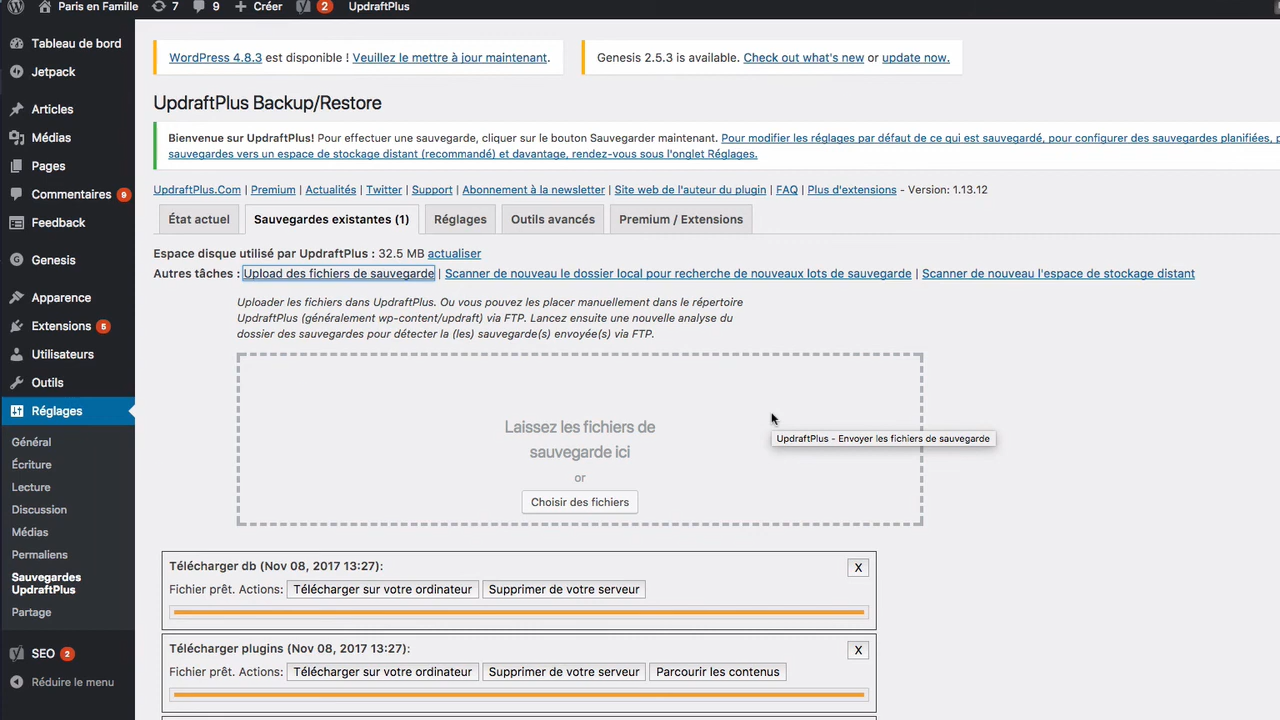 Paris en Famille 7 9 Créer 2 UpdraftPlus
Tableau de bord
Jetpack
Articles
Médias
Pages
Commentaires 9
Feedback
Genesis
Apparence
Extensions 6
Utilisateurs
Outils
Réglages
Général
Écriture
Lecture
Discussion
Médias
Permaliens
Sauvegardes
UpdraftPlus
Partage
SEO 2
Réduire le menu
WordPress 4.8.3 est disponible ! Veuillez le mettre à jour maintenant.
Genesis 2.5.3 is available. Check out what's new or update now.
UpdraftPlus Backup/Restore
Bienvenue sur UpdraftPlus! Pour effectuer une sauvegarde, cliquer sur le bouton Sauvegarder maintenant. Pour modifier les réglages par défaut de ce qui est sauvegardé, pour configurer des sauvegardes planifiées, p
sauvegardes vers un espace de stockage distant (recommandé) et davantage, rendez-vous sous l'onglet Réglages.
UpdraftPlus.Com | Premium | Actualités | Twitter | Support | Abonnement à la newsletter | Site web de l'auteur du plugin | FAQ | Plus d'extensions - Version: 1.13.12
État actuel Sauvegardes existantes (1) Réglages Outils avancés Premium / Extensions
Espace disque utilisé par UpdraftPlus : 32.5 MB actualiser
Autres tâches : Upload des fichiers de sauvegarde | Scanner de nouveau le dossier local pour recherche de nouveaux lots de sauvegarde | Scanner de nouveau l'espace de stockage distant
Uploader les fichiers dans UpdraftPlus. Ou vous pouvez les placer manuellement dans le répertoire
UpdraftPlus (généralement wp-content/updraft) via FTP. Lancez ensuite une nouvelle analyse du
dossier des sauvegardes pour détecter la (les) sauvegarde(s) envoyée(s) via FTP.
Laissez les fichiers de
sauvegarde ici
or
Choisir des fichiers
UpdraftPlus - Envoyer les fichiers de sauvegarde
Télécharger db (Nov 08, 2017 13:27): X
Fichier prêt. Actions: Télécharger sur votre ordinateur Supprimer de votre serveur
Télécharger plugins (Nov 08, 2017 13:27): X
Fichier prêt. Actions: Télécharger sur votre ordinateur Supprimer de votre serveur Parcourir les contenus